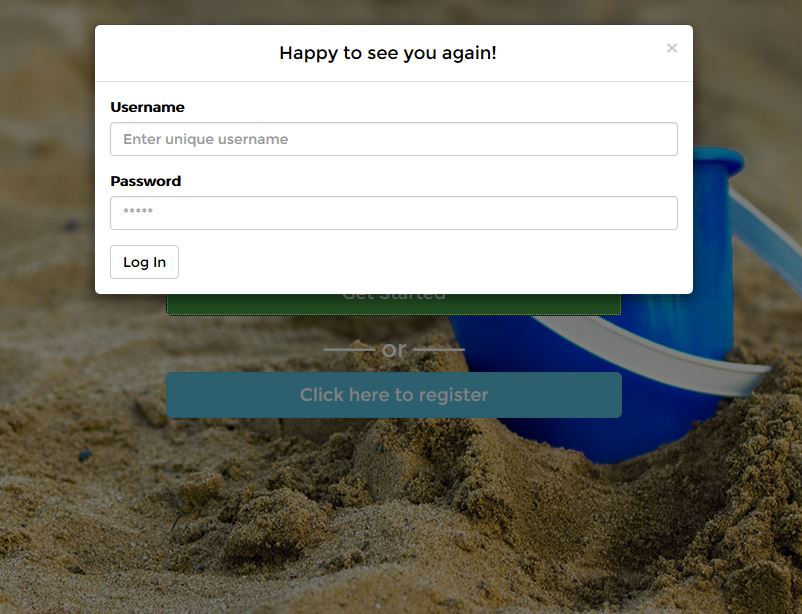 Happy to see you again!
×
Username
Enter unique username
Password
*****
Log In
Get Started
or
Click here to register